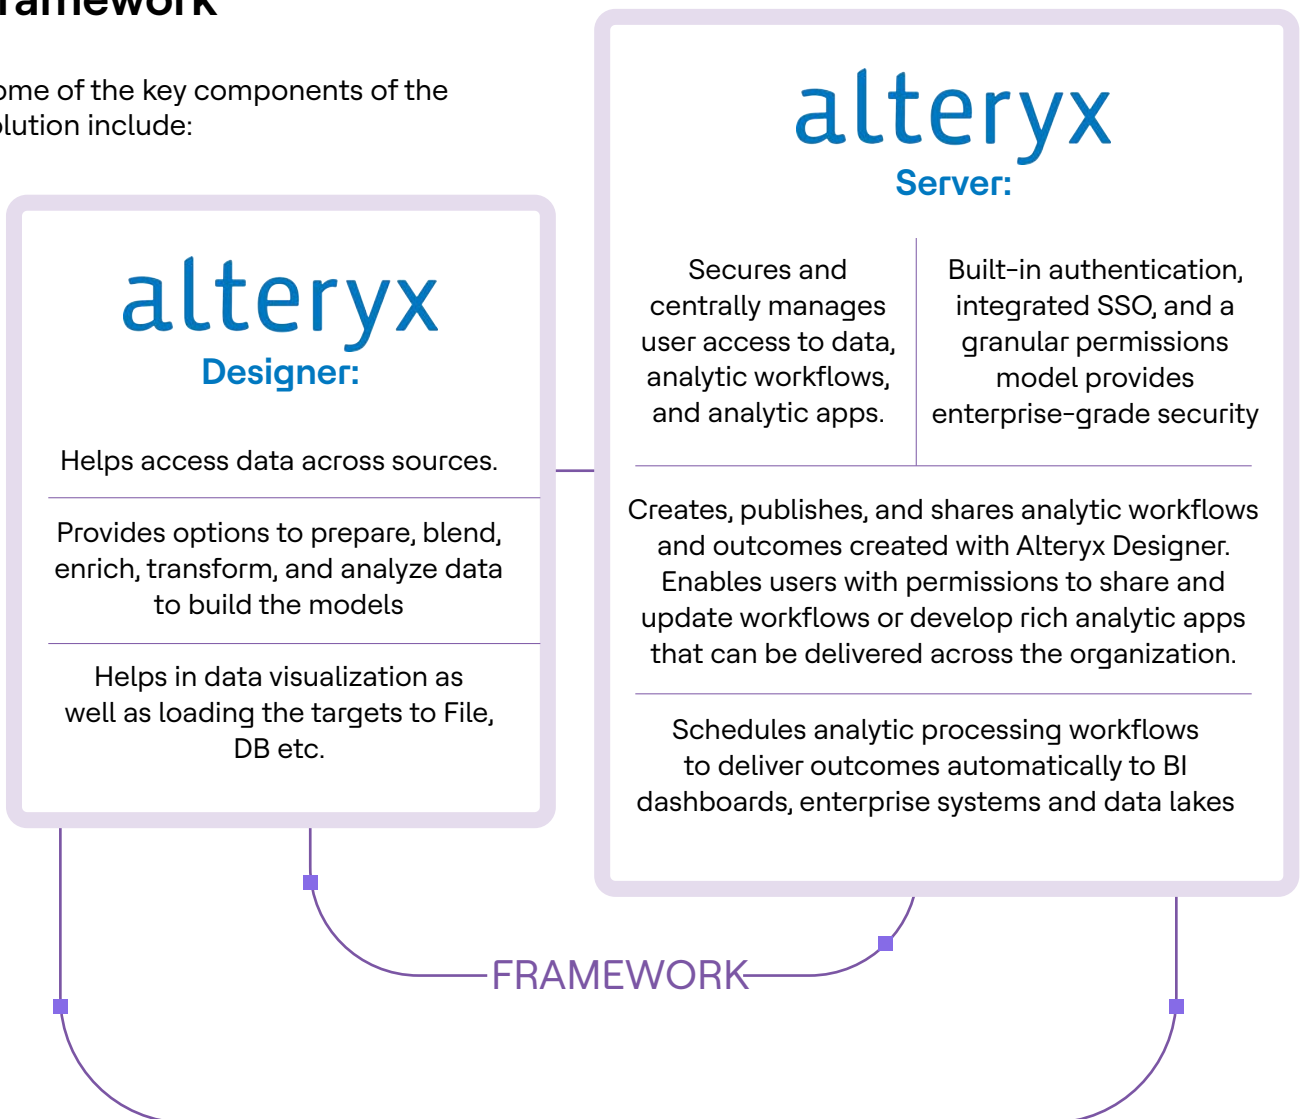 ramework
ome of the key components of the
olution include:
alteryx
Designer:
Helps access data across sources.
Provides options to prepare, blend,
enrich, transform, and analyze data
to build the models
Helps in data visualization as
well as loading the targets to File,
DB etc.
alteryx
Server:
Secures and
centrally manages
user access to data,
analytic workflows,
and analytic apps.
Built-in authentication,
integrated SSO, and a
granular permissions
model provides
enterprise-grade security
Creates, publishes, and shares analytic workflows
and outcomes created with Alteryx Designer.
Enables users with permissions to share and
update workflows or develop rich analytic apps
that can be delivered across the organization.
Schedules analytic processing workflows
to deliver outcomes automatically to BI
dashboards, enterprise systems and data lakes
FRAMEWORK